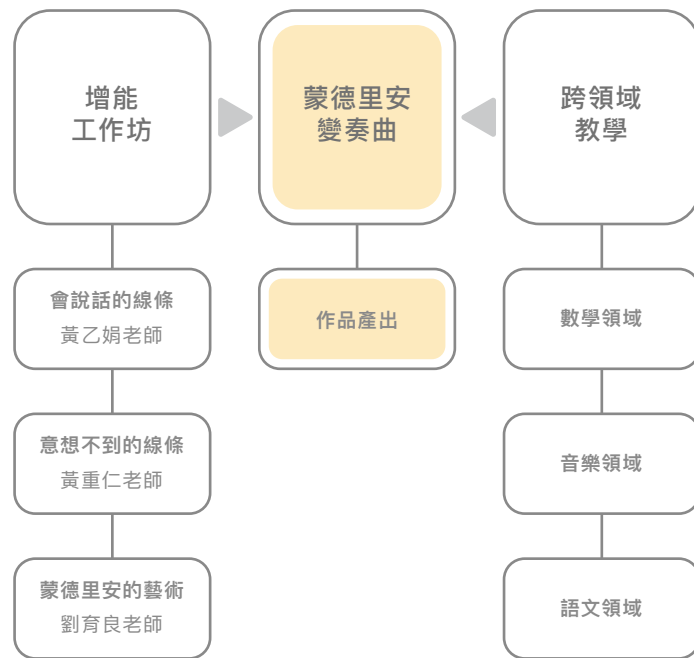 增能
工作坊
蒙德里安
變奏曲
跨領域
教學
會說話的線條
黃乙娟老師
作品產出
數學領域
意想不到的線條
黃重仁老師
音樂領域
蒙德里安的藝術
劉育良老師
語文領域